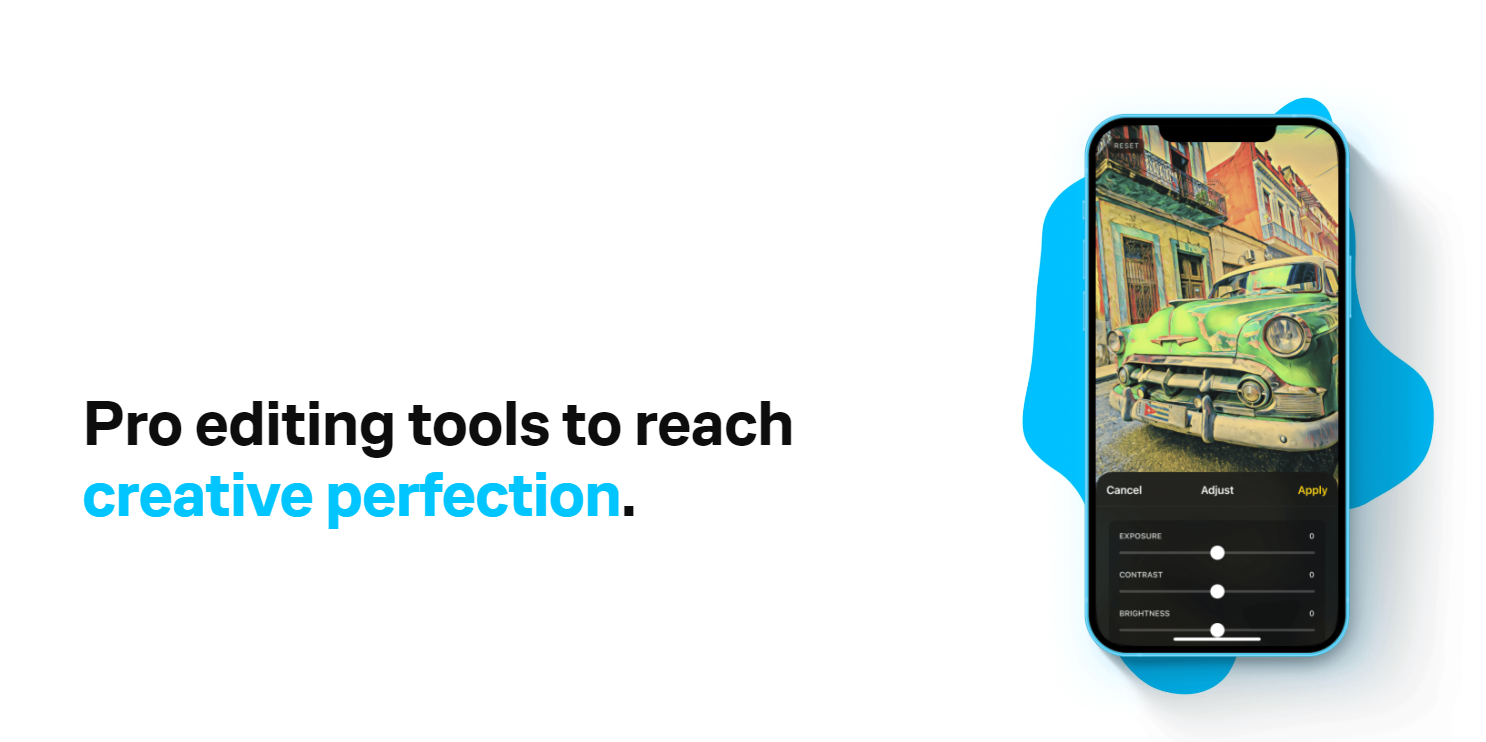 Pro editing tools to reach
creative perfection.
RESET
Cancel Adjust Apply
EXPOSURE 0
CONTRAST 0
BRIGHTNESS 0